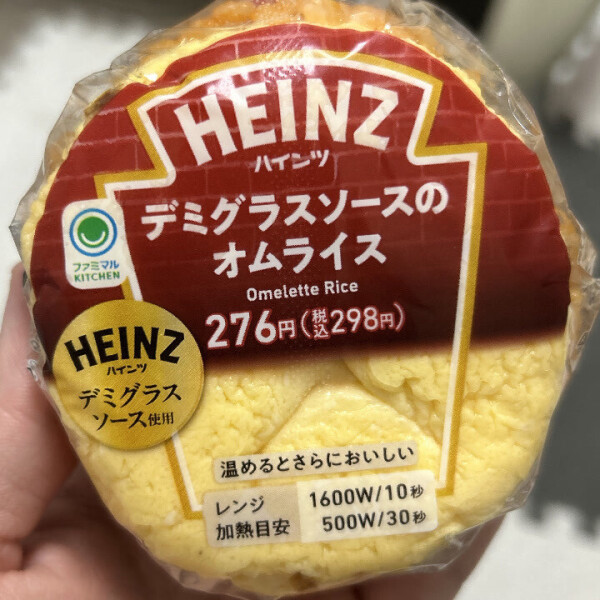 HEINZ
ハインツ
デミグラスソースの
オムライス
Omelette Rice
276円(税込298円)
ファミマル
KITCHEN
HEINZ
ハインツ
デミグラス
ソース使用
温めるとさらにおいしい
レンジ 1600W/10秒
加熱目安 500W/30秒